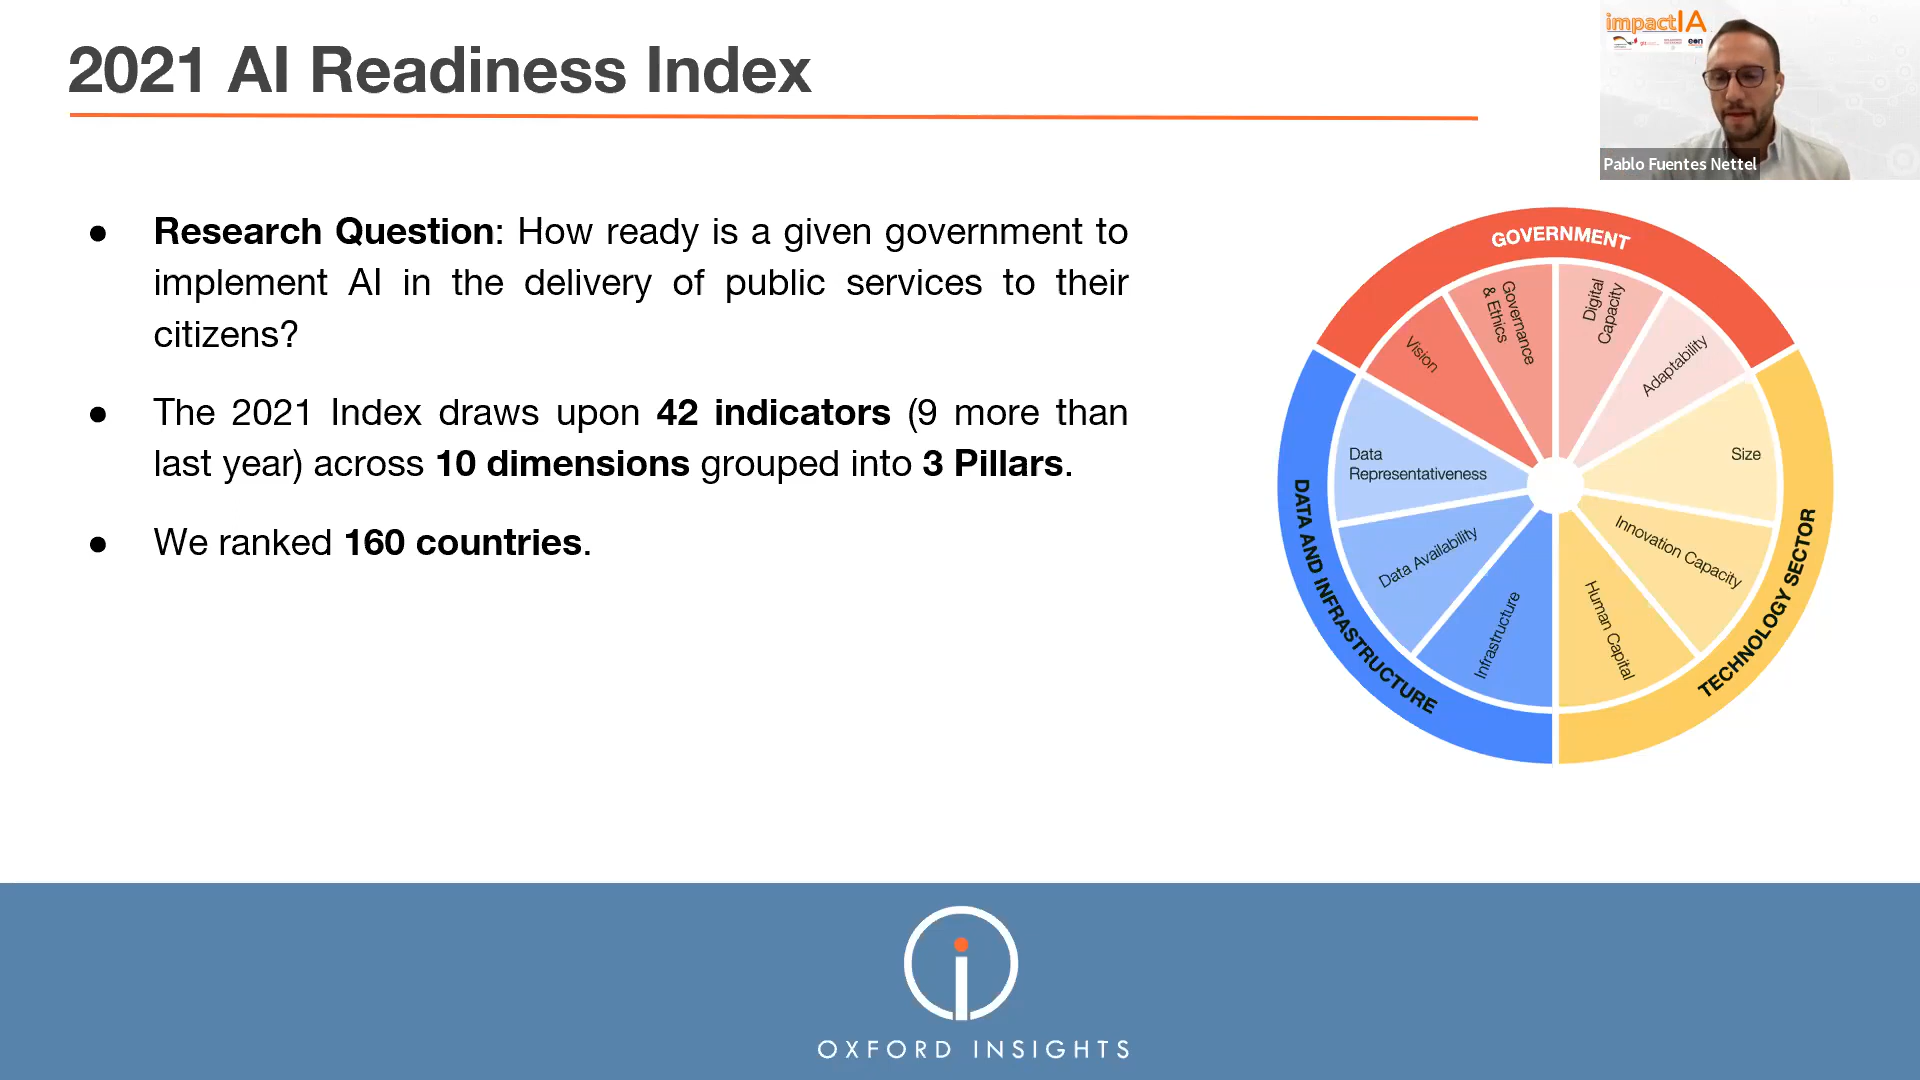 2021 AI Readiness Index
impactIA
Pablo Fuentes Nettel
● Research Question: How ready is a given government to
implement AI in the delivery of public services to their
citizens?
● The 2021 Index draws upon 42 indicators (9 more than
last year) across 10 dimensions grouped into 3 Pillars.
● We ranked 160 countries.
GOVERNMENT
Vision
Governance
& Ethics
Digital
Capacity
Adaptability
TECHNOLOGY SECTOR
Size
Innovation Capacity
Human Capital
DATA AND INFRASTRUCTURE
Infrastructure
Data Availability
Data
Representativeness
OXFORD INSIGHTS